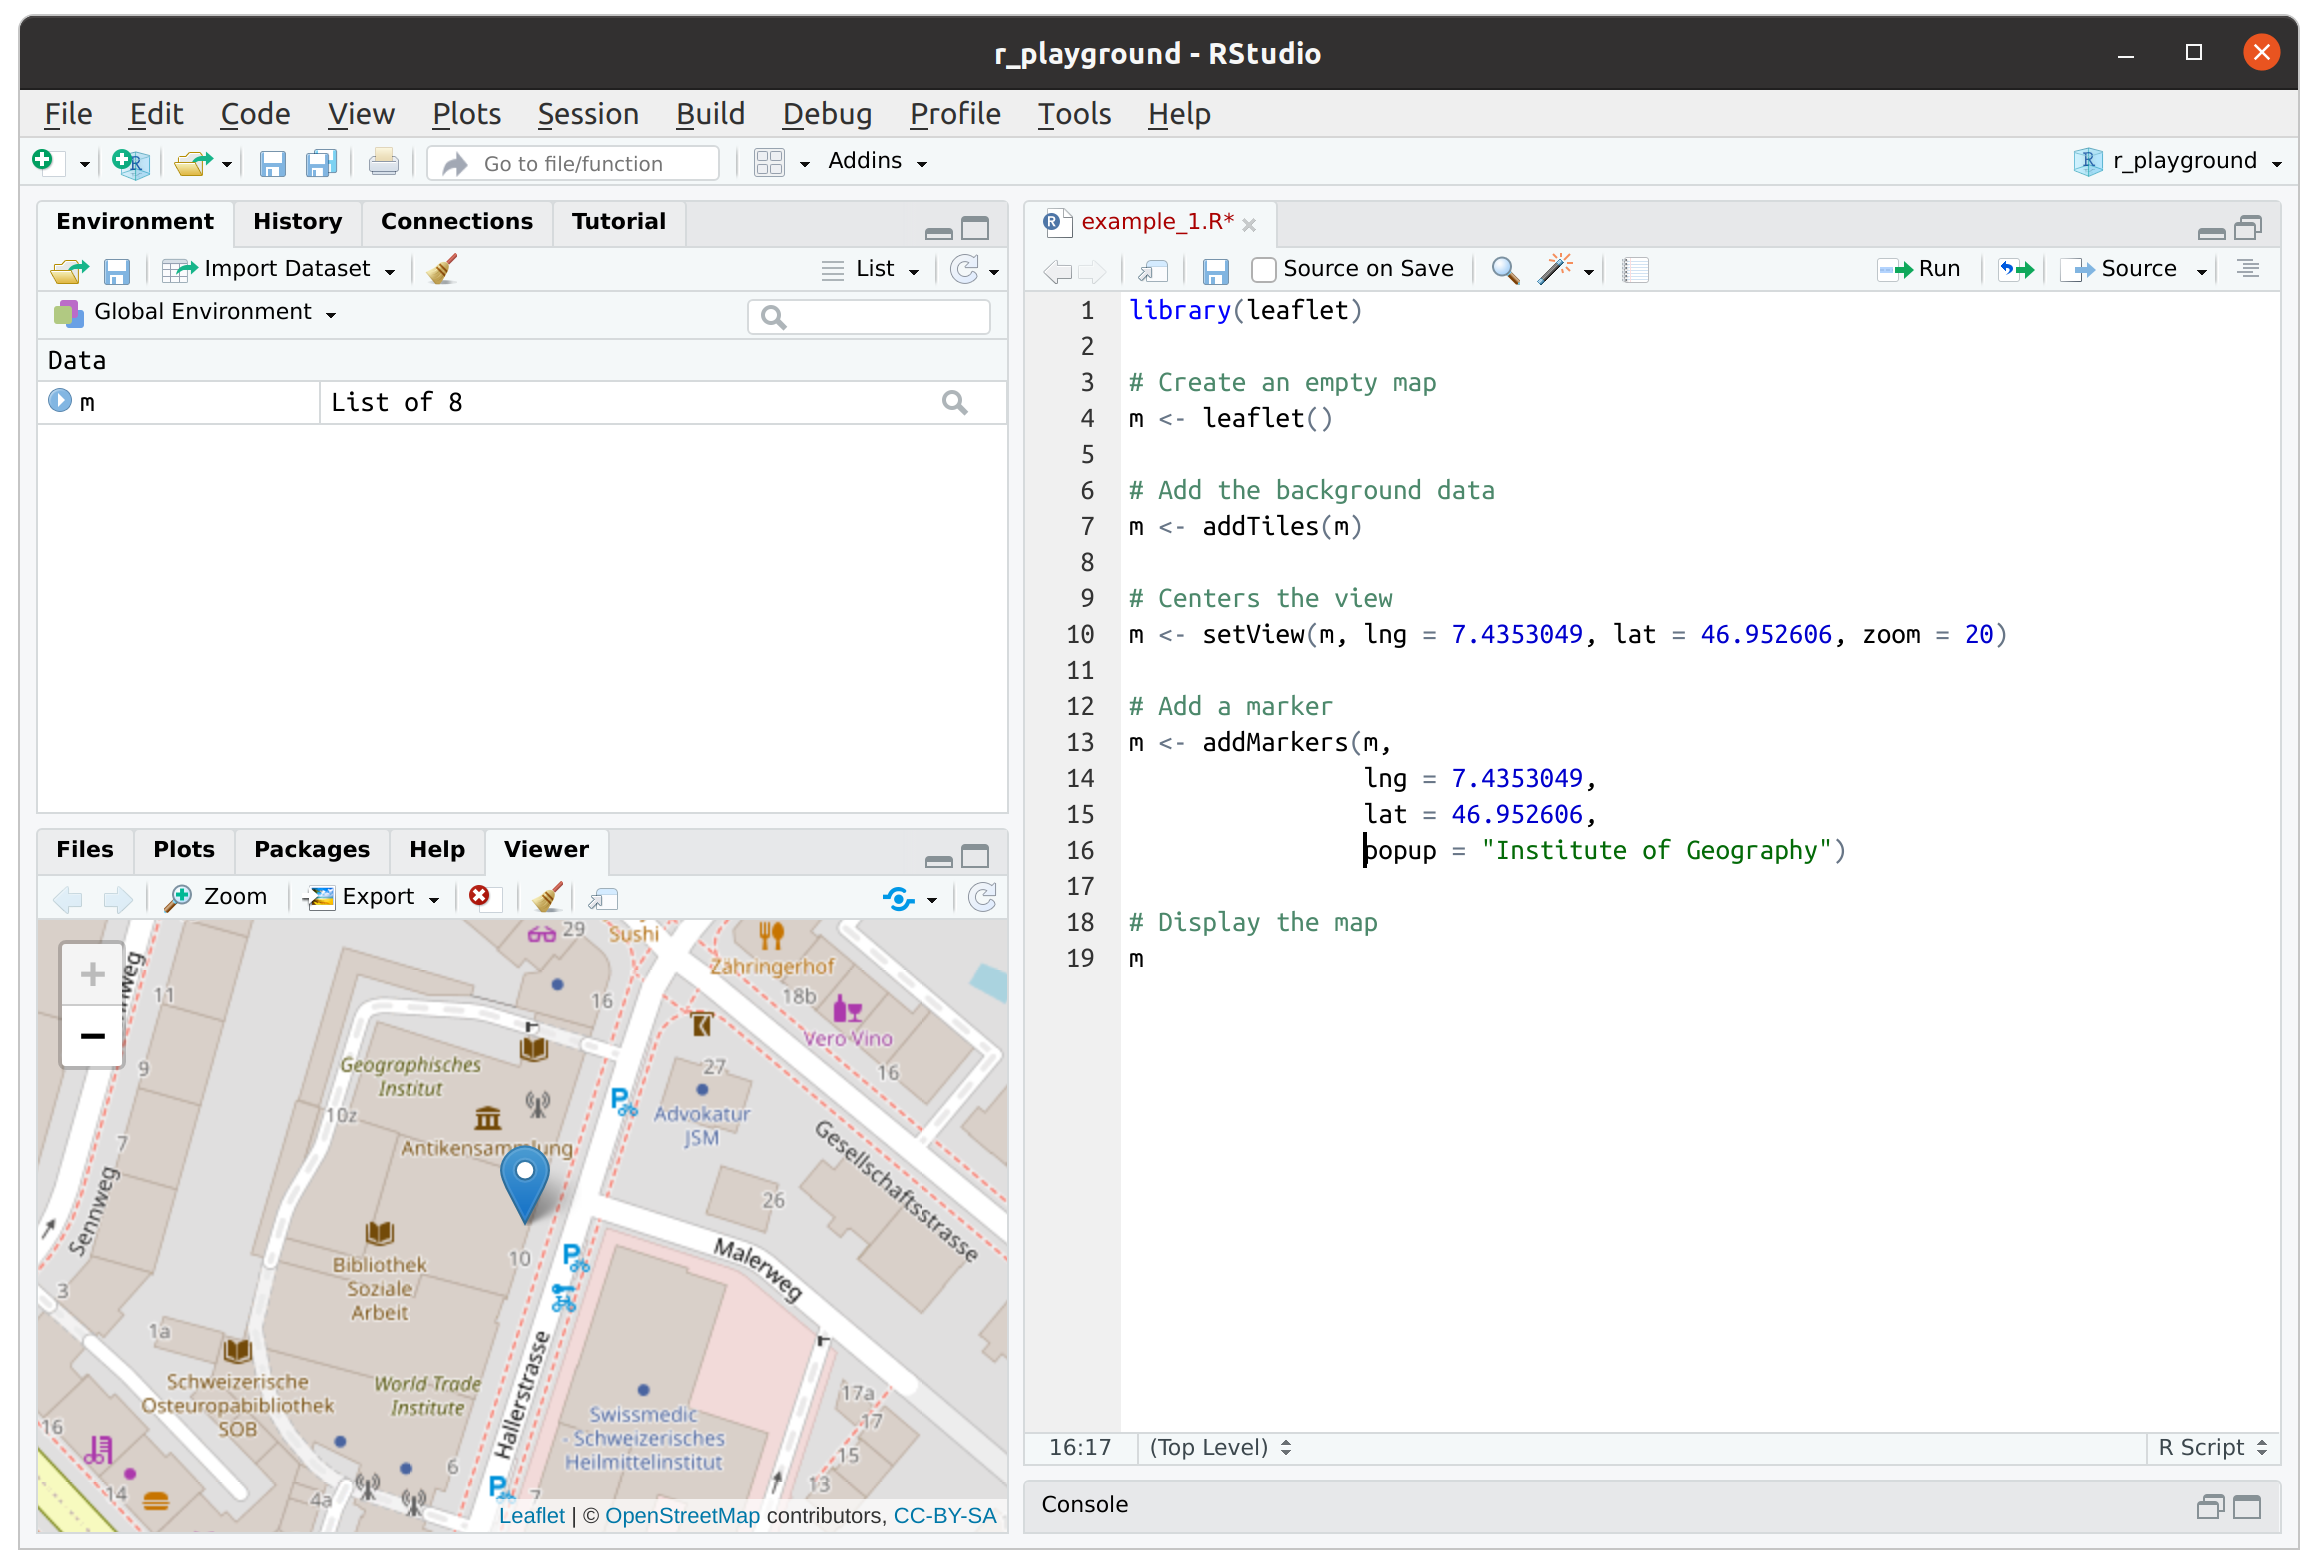 r_playground - RStudio
File Edit Code View Plots Session Build Debug Profile Tools Help
Go to file/function Addins r_playground
Environment History Connections Tutorial
Import Dataset List
Global Environment
Data
m List of 8
Files Plots Packages Help Viewer
Zoom Export
+
−
29
Sushi
Zähringerhof
11
16
18b
Vero Vino
Geographisches
Institut
27
16
9
10z
Advokatur
JSM
7
Gesellschaftsstrasse
Sennweg
26
Malerweg
10
Bibliothek
Soziale
Arbeit
3
1a
Hallerstrasse
Schweizerische
Osteuropabibliothek
SOB
World Trade
Institute
17a
17
16
Swissmedic
- Schweizerisches
Heilmittelinstitut
15
6
13
14
4a
7
Leaflet | © OpenStreetMap contributors, CC-BY-SA
example_1.R*
Source on Save Run Source
1 library(leaflet)
2
3 # Create an empty map
4 m <- leaflet()
5
6 # Add the background data
7 m <- addTiles(m)
8
9 # Centers the view
10 m <- setView(m, lng = 7.4353049, lat = 46.952606, zoom = 20)
11
12 # Add a marker
13 m <- addMarkers(m,
14 lng = 7.4353049,
15 lat = 46.952606,
16 popup = "Institute of Geography")
17
18 # Display the map
19 m
16:17 (Top Level) R Script
Console